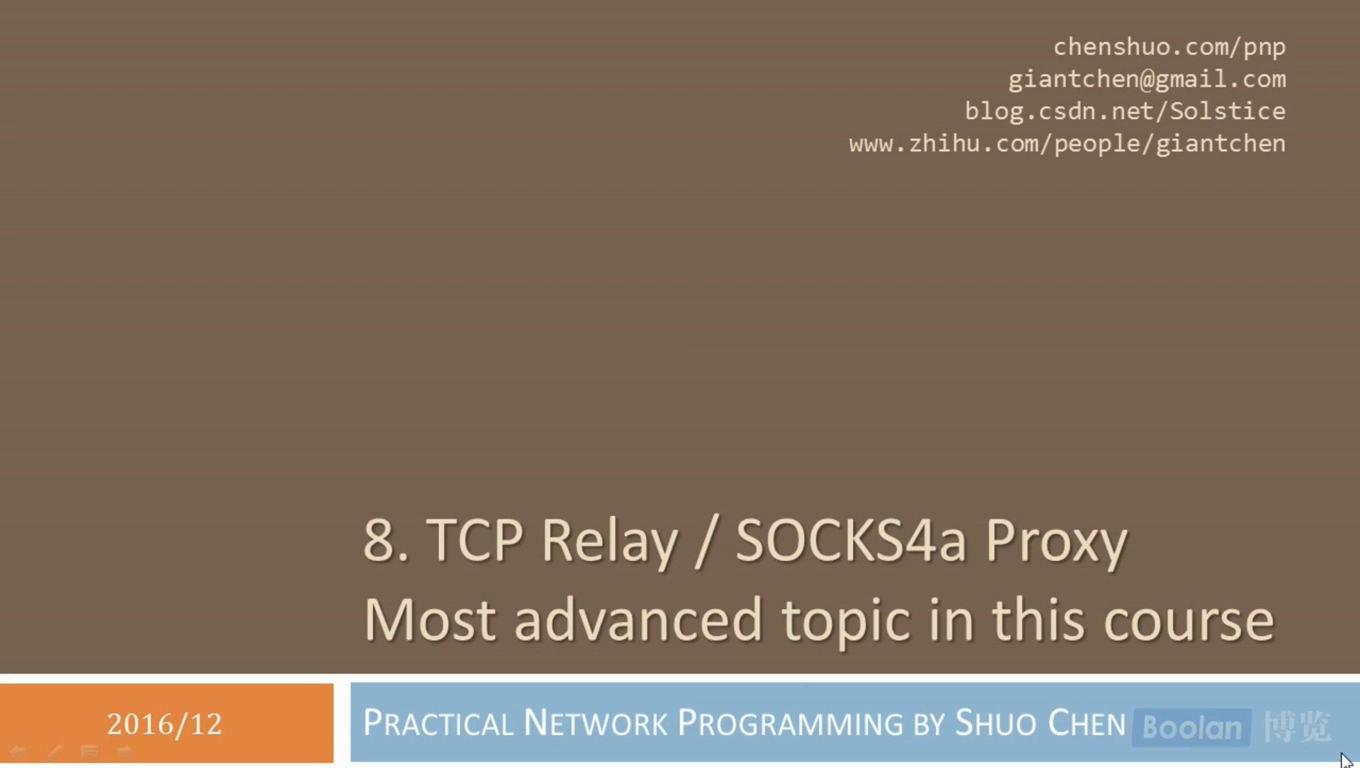 chenshuo.com/pnp
giantchen@gmail.com
blog.csdn.net/Solstice
www.zhihu.com/people/giantchen
8. TCP Relay / SOCKS4a Proxy
Most advanced topic in this course
2016/12
PRACTICAL NETWORK PROGRAMMING BY SHUO CHEN
Boolan 博览